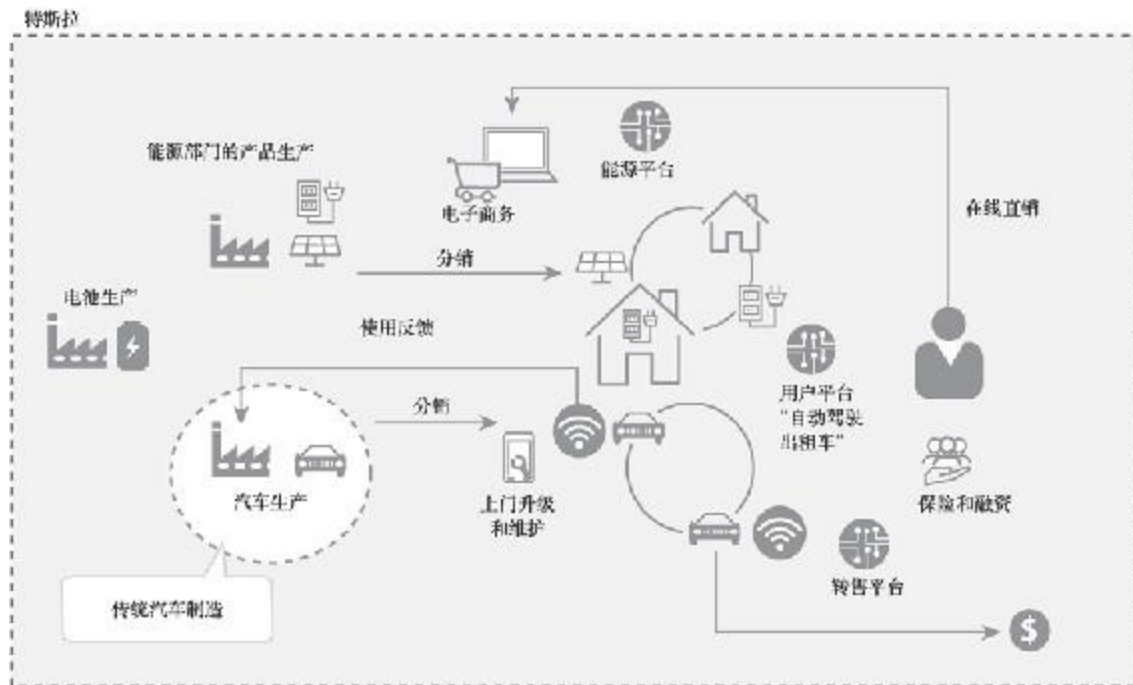 特斯拉
能源部门的产品生产
能源平台
电子商务
在线直销
分销
电池生产
使用反馈
用户平台
“自动驾驶
出租车”
分销
汽车生产
上门升级
和维护
保险和融资
转售平台
传统汽车制造
$